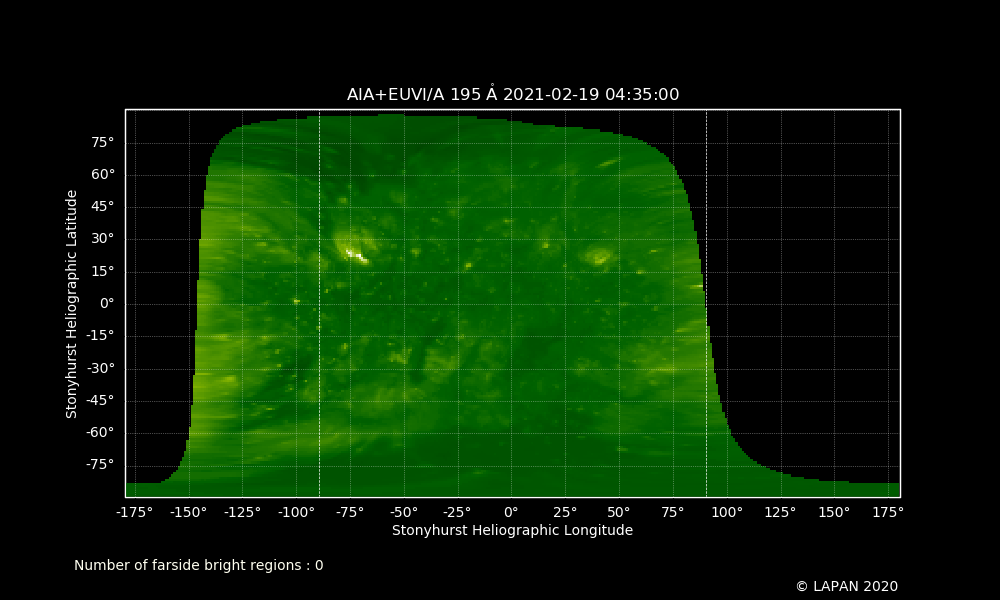 AIA+EUVI/A 195 Å 2021-02-19 04:35:00
75°
60°
45°
30°
15°
0°
-15°
-30°
-45°
-60°
-75°
Stonyhurst Heliographic Latitude
-175° -150° -125° -100° -75° -50° -25° 0° 25° 50° 75° 100° 125° 150° 175°
Stonyhurst Heliographic Longitude
Number of farside bright regions : 0
© LAPAN 2020